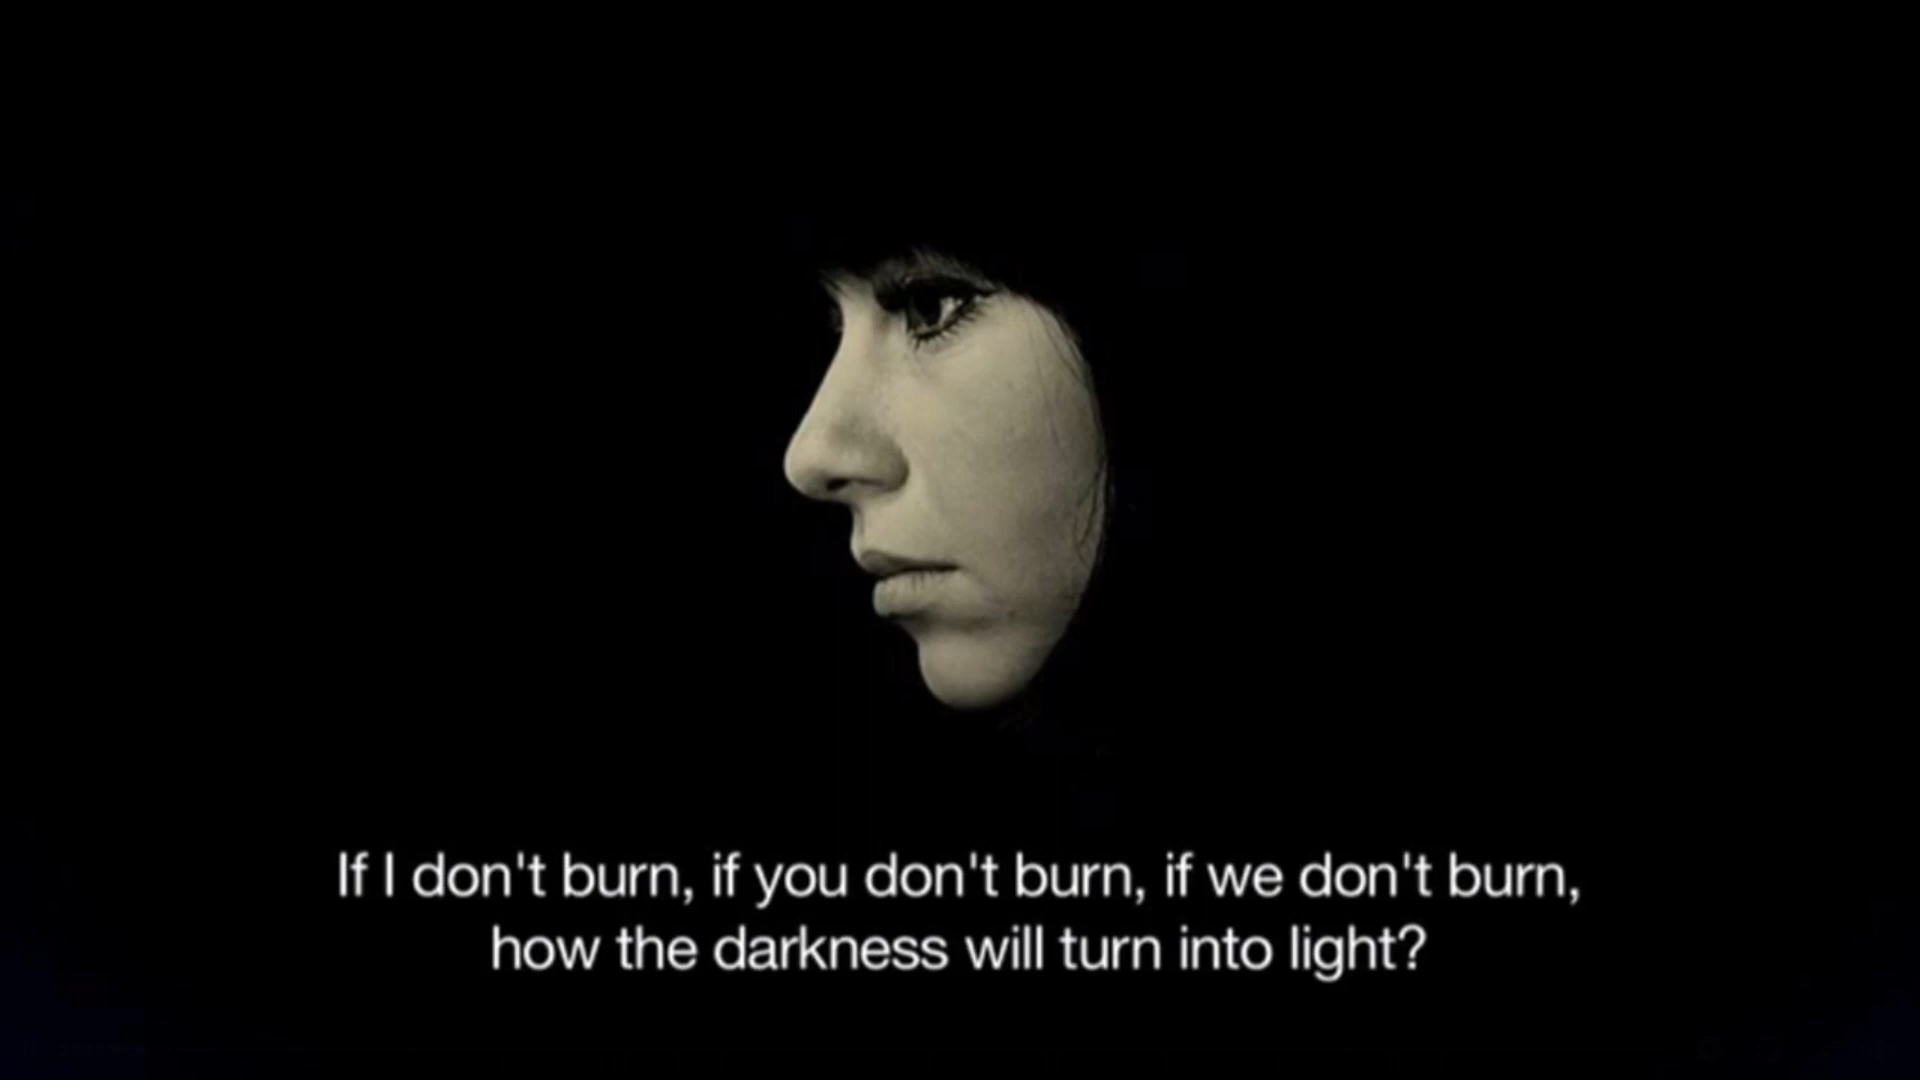 If I don't burn, if you don't burn, if we don't burn,
how the darkness will turn into light?